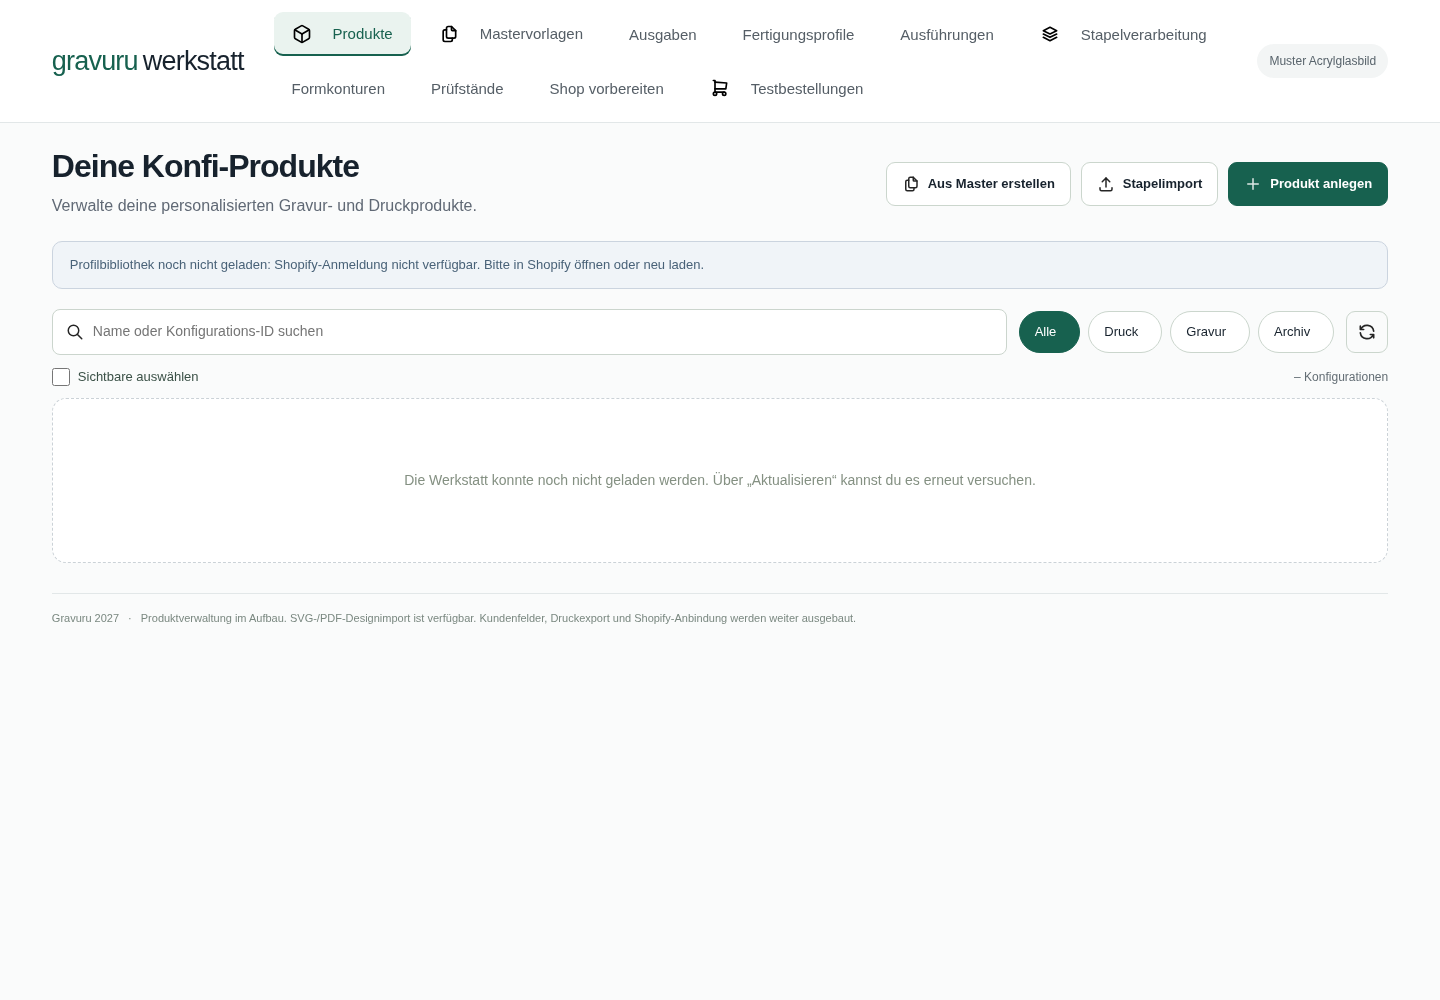 gravuru werkstatt
Produkte
Mastervorlagen
Ausgaben
Fertigungsprofile
Ausführungen
Stapelverarbeitung
Formkonturen
Prüfstände
Shop vorbereiten
Testbestellungen
Muster Acrylglasbild
Deine Konfi-Produkte
Verwalte deine personalisierten Gravur- und Druckprodukte.
Aus Master erstellen
Stapelimport
Produkt anlegen
Profilbibliothek noch nicht geladen: Shopify-Anmeldung nicht verfügbar. Bitte in Shopify öffnen oder neu laden.
Name oder Konfigurations-ID suchen
Alle
Druck
Gravur
Archiv
Sichtbare auswählen
– Konfigurationen
Die Werkstatt konnte noch nicht geladen werden. Über „Aktualisieren“ kannst du es erneut versuchen.
Gravuru 2027 · Produktverwaltung im Aufbau. SVG-/PDF-Designimport ist verfügbar. Kundenfelder, Druckexport und Shopify-Anbindung werden weiter ausgebaut.